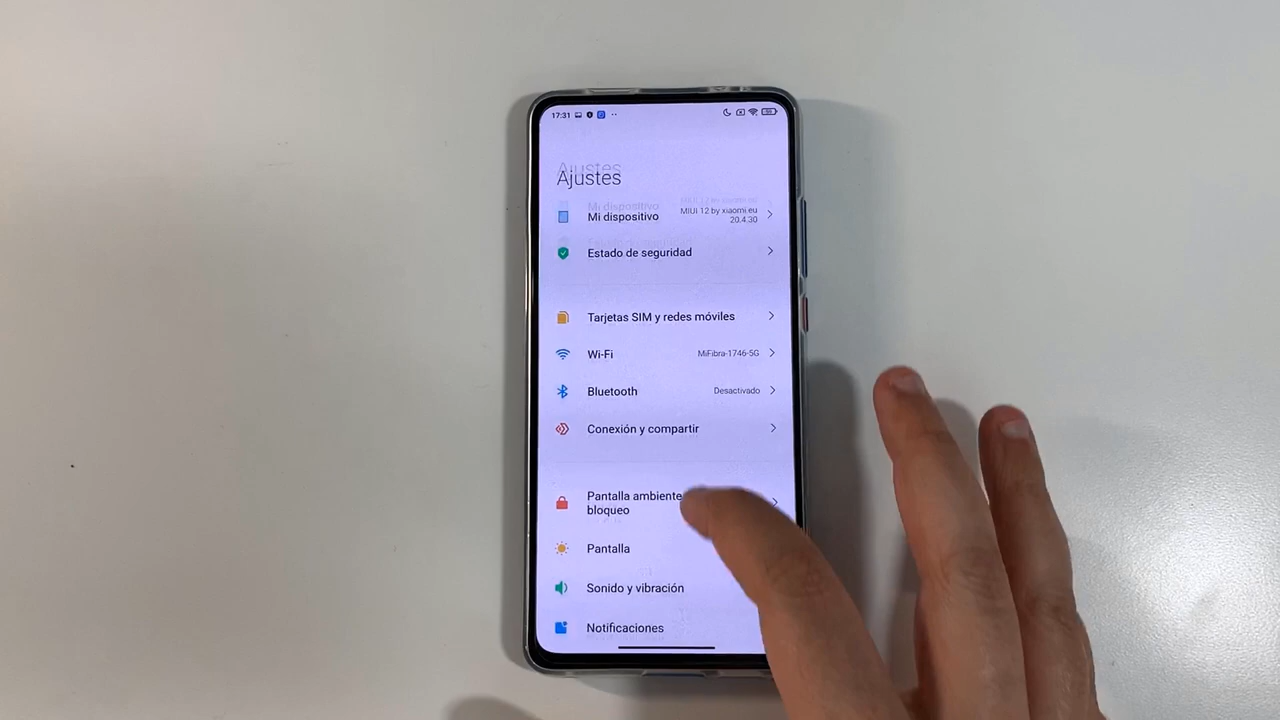 17:31
Ajustes
Mi dispositivo
MIUI 12 by xiaomi eu
20.4.30
Estado de seguridad
Tarjetas SIM y redes móviles
Wi-Fi
MiFibra-1746-5G
Bluetooth
Desactivado
Conexión y compartir
Pantalla ambiente
bloqueo
Pantalla
Sonido y vibración
Notificaciones